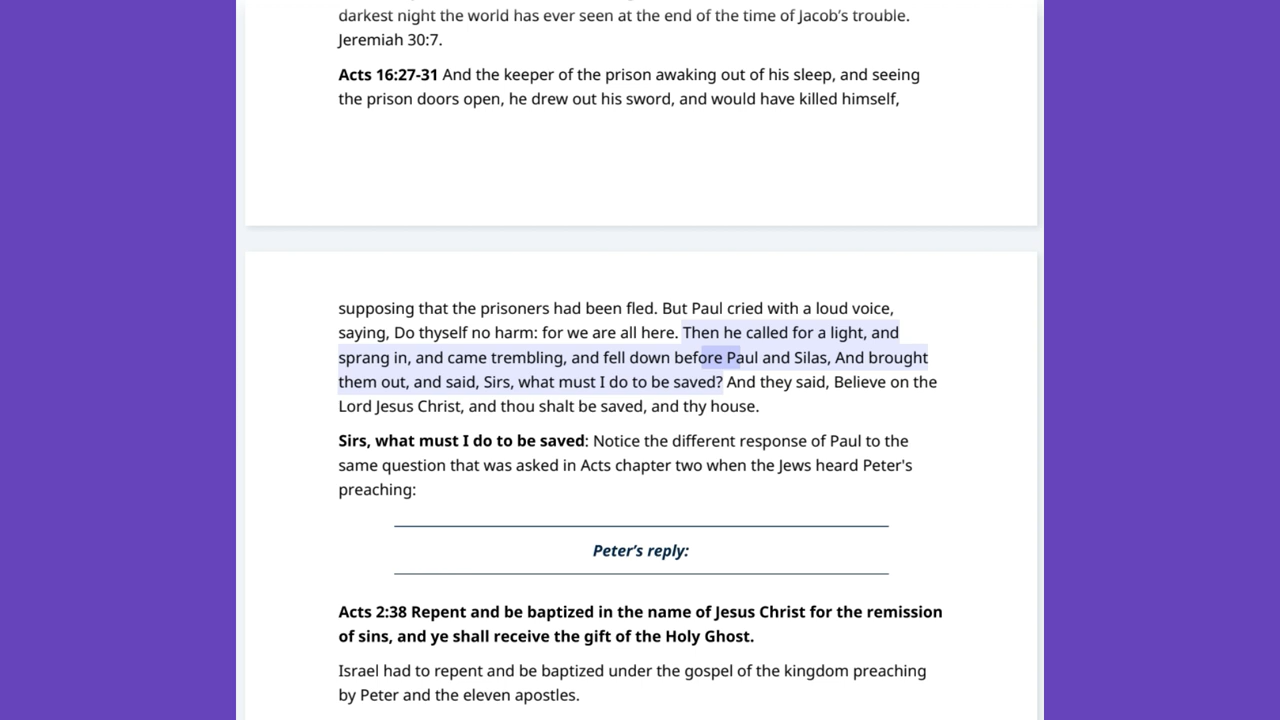 darkest night the world has ever seen at the end of the time of Jacob’s trouble.
Jeremiah 30:7.
Acts 16:27-31 And the keeper of the prison awaking out of his sleep, and seeing
the prison doors open, he drew out his sword, and would have killed himself,
supposing that the prisoners had been fled. But Paul cried with a loud voice,
saying, Do thyself no harm: for we are all here. Then he called for a light, and
sprang in, and came trembling, and fell down before Paul and Silas, And brought
them out, and said, Sirs, what must I do to be saved? And they said, Believe on the
Lord Jesus Christ, and thou shalt be saved, and thy house.
Sirs, what must I do to be saved: Notice the different response of Paul to the
same question that was asked in Acts chapter two when the Jews heard Peter's
preaching:
Peter’s reply:
Acts 2:38 Repent and be baptized in the name of Jesus Christ for the remission
of sins, and ye shall receive the gift of the Holy Ghost.
Israel had to repent and be baptized under the gospel of the kingdom preaching
by Peter and the eleven apostles.